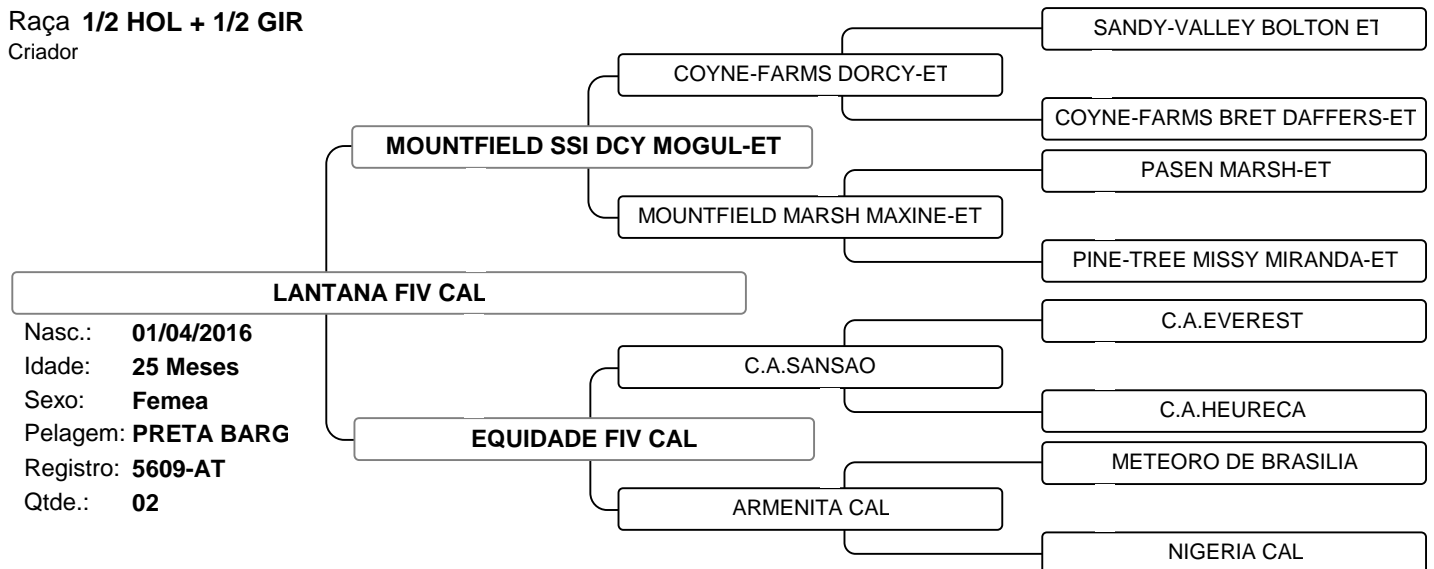 Raça 1/2 HOL + 1/2 GIR
Criador
SANDY-VALLEY BOLTON ET
COYNE-FARMS DORCY-ET
COYNE-FARMS BRET DAFFERS-ET
MOUNTFIELD SSI DCY MOGUL-ET
PASEN MARSH-ET
MOUNTFIELD MARSH MAXINE-ET
PINE-TREE MISSY MIRANDA-ET
LANTANA FIV CAL
Nasc.: 01/04/2016
Idade: 25 Meses
Sexo: Femea
Pelagem: PRETA BARG
Registro: 5609-AT
Qtde.: 02
C.A.EVEREST
C.A.SANSAO
C.A.HEURECA
EQUIDADE FIV CAL
METEORO DE BRASILIA
ARMENITA CAL
NIGERIA CAL